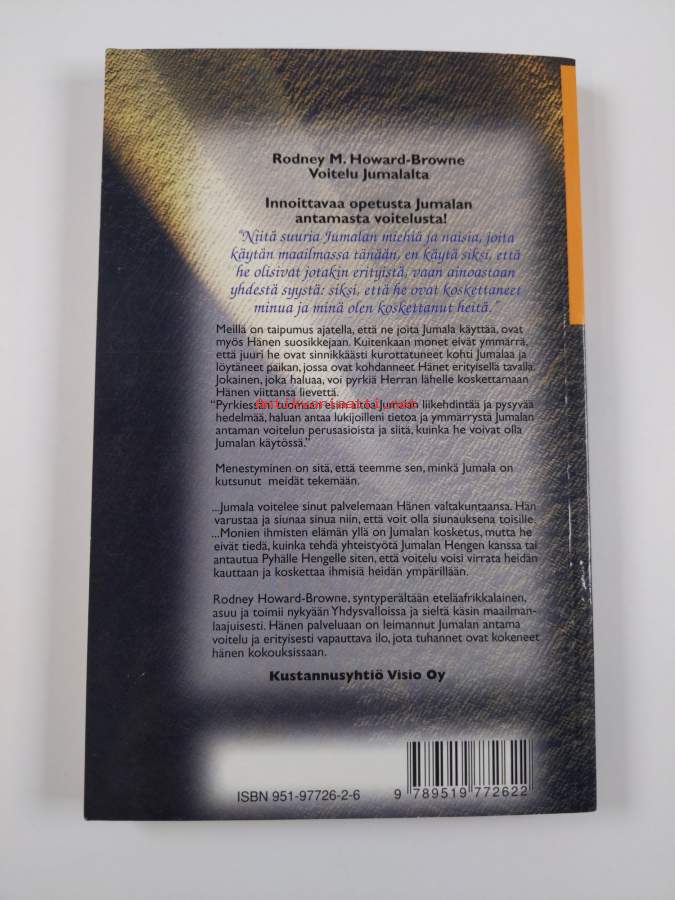 Rodney M. Howard-Browne
Voitelu Jumalalta
Innoittavaa opetusta Jumalan
antamasta voitelusta!
"Niitä suuria Jumalan miehiä ja naisia, joita
käytän maailmassa tänään, en käytä siksi, että
he olisivat jotakin erityistä, vaan ainoastaan
yhdestä syystä: siksi, että he ovat koskettaneet
minua ja minä olen koskettanut heitä."
Meillä on taipumus ajatella, että ne joita Jumala käyttää, ovat
myös Hänen suosikkejaan. Kuitenkaan monet eivät ymmärrä,
että juuri he ovat sinnikkäästi kurottatuneet kohti Jumalaa ja
löytäneet paikan, jossa ovat kohdanneet Hänet erityisellä tavalla.
Jokainen, joka haluaa, voi pyrkiä Herran lähelle koskettamaan
Hänen viittansa lievettä.
antikvariaatti.net
"Pyrkiessäni tuomaan esille aitoa Jumalan liikehdintää ja pysyvää
hedelmää, haluan antaa lukijoilleni tietoa ja ymmärrystä Jumalan
antaman voitelun perusasioista ja siitä, kuinka he voivat olla
Jumalan käytössä."
Menestyminen on sitä, että teemme sen, minkä Jumala on
kutsunut meidät tekemään.
...Jumala voitelee sinut palvelemaan Hänen valtakuntaansa. Hän
varustaa ja siunaa sinua niin, että voit olla siunauksena toisille.
...Monien ihmisten elämän yllä on Jumalan kosketus, mutta he
eivät tiedä, kuinka tehdä yhteistyötä Jumalan Hengen kanssa tai
antautua Pyhälle Hengelle siten, että voitelu voisi virrata heidän
kauttaan ja koskettaa ihmisiä heidän ympärillään.
Rodney Howard-Browne, syntyperältään eteläafrikkalainen,
asuu ja toimii nykyään Yhdysvalloissa ja sieltä käsin maailman-
laajuisesti. Hänen palveluaan on leimannut Jumalan antama
voitelu ja erityisesti vapauttava ilo, jota tuhannet ovat kokeneet
hänen kokouksissaan.
Kustannusyhtiö Visio Oy
ISBN 951-97726-2-6
9 789519 772622